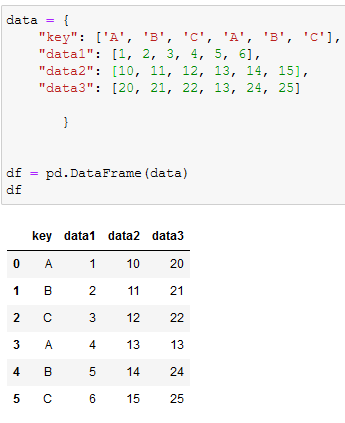 data = {
    "key": ['A', 'B', 'C', 'A', 'B', 'C'],
    "data1": [1, 2, 3, 4, 5, 6],
    "data2": [10, 11, 12, 13, 14, 15],
    "data3": [20, 21, 22, 13, 24, 25]
       }
df = pd.DataFrame(data)
df
key data1 data2 data3
0 A 1 10 20
1 B 2 11 21
2 C 3 12 22
3 A 4 13 13
4 B 5 14 24
5 C 6 15 25